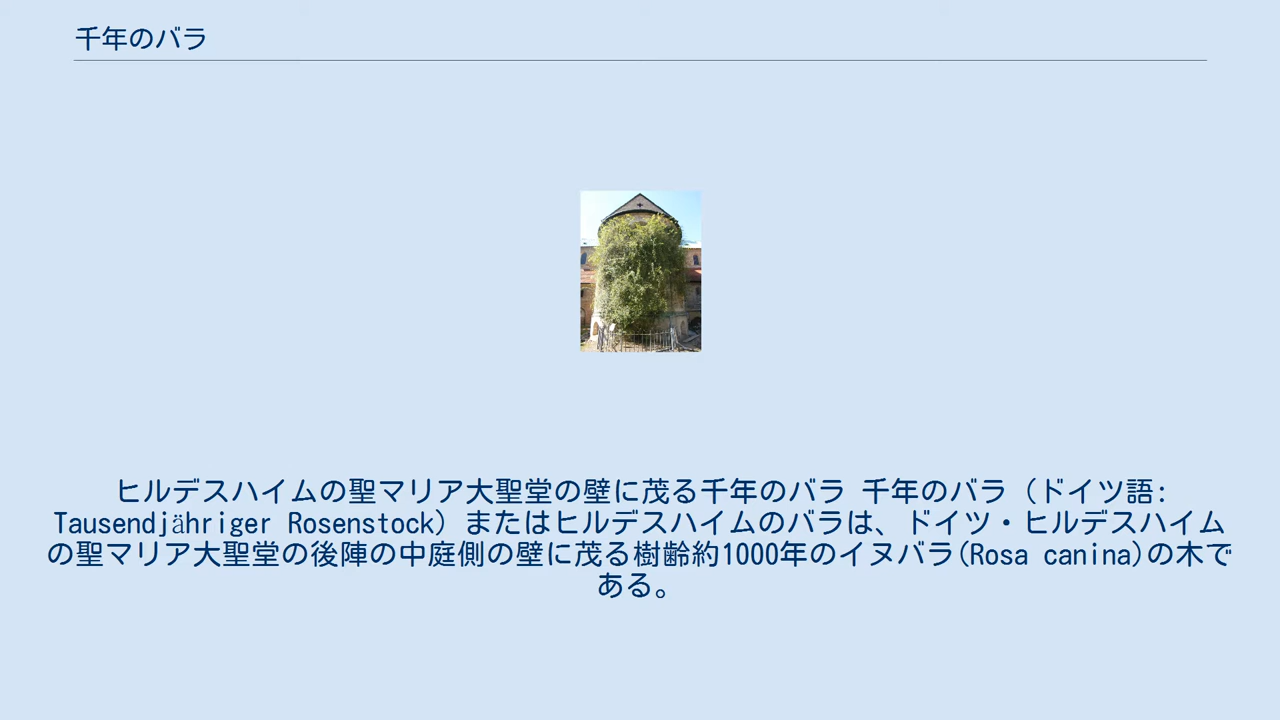 千年のバラ
ヒルデスハイムの聖マリア大聖堂の壁に茂る千年のバラ 千年のバラ（ドイツ語:
Tausendjähriger Rosenstock）またはヒルデスハイムのバラは、ドイツ・ヒルデスハイム
の聖マリア大聖堂の後陣の中庭側の壁に茂る樹齢約1000年のイヌバラ(Rosa canina)の木で
ある。